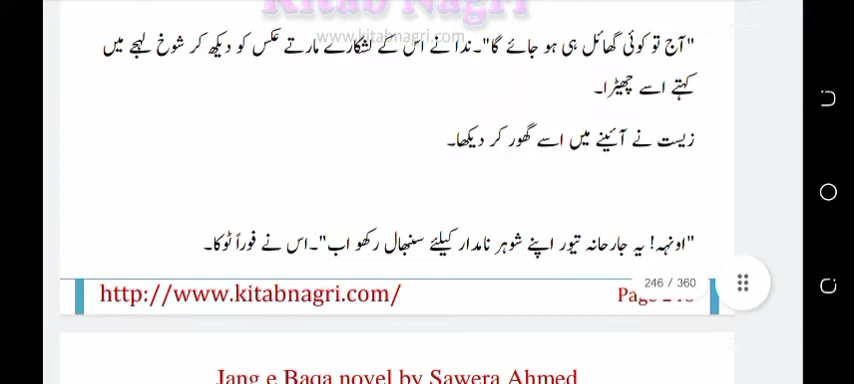 Kitab Nagri
www.kitabnagri.com
"آج تو کوئی گھائل ہی ہو جائے گا"۔ندا نے اس کے لشکارے مارتے عکس کو دیکھ کر شوخ لہجے میں
کہتے اسے چھیڑا۔
زیست نے آئینے میں اسے گھور کر دیکھا۔
"اونہہ! یہ جارحانہ تیور اپنے شوہر نامدار کیلئے سنبھال رکھو اب"۔اس نے فوراً ٹوکا۔
http://www.kitabnagri.com/
246 / 360
Jang e Baqa novel by Sawera Ahmed